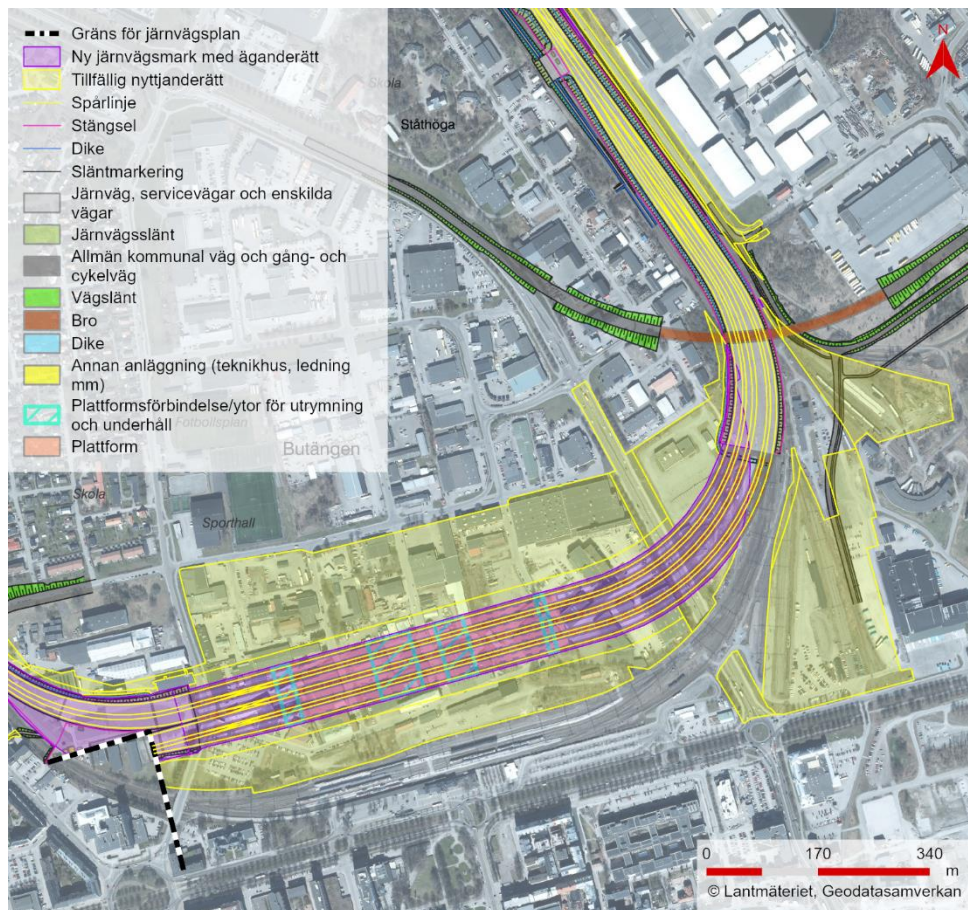 Gräns för järnvägsplan
Ny järnvägsmark med äganderätt
Tillfällig nyttjanderätt
Spårlinje
Stängsel
Dike
Släntmarkering
Järnväg, servicevägar och enskilda
vägar
Järnvägsslänt
Allmän kommunal väg och gång- och
cykelväg
Vägslänt
Bro
Dike
Annan anläggning (teknikhus, ledning
mm)
Plattformsförbindelse/ytor för utrymning
och underhåll
Plattform
N
Skola
Ståthöga
Fotbollsplan
Butängen
Skola
Sporthall
0 170 340
m
© Lantmäteriet, Geodatasamverkan